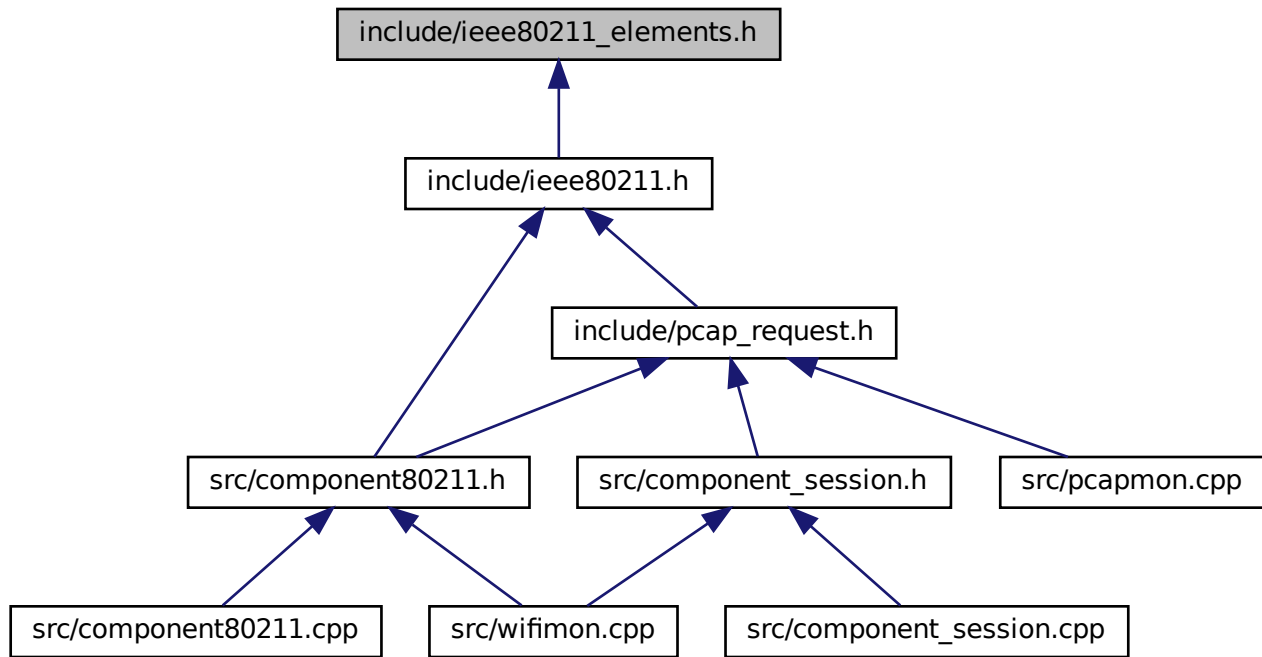 include/ieee80211_elements.h
include/ieee80211.h
include/pcap_request.h
src/component80211.h
src/component_session.h
src/pcapmon.cpp
src/component80211.cpp
src/wifimon.cpp
src/component_session.cpp